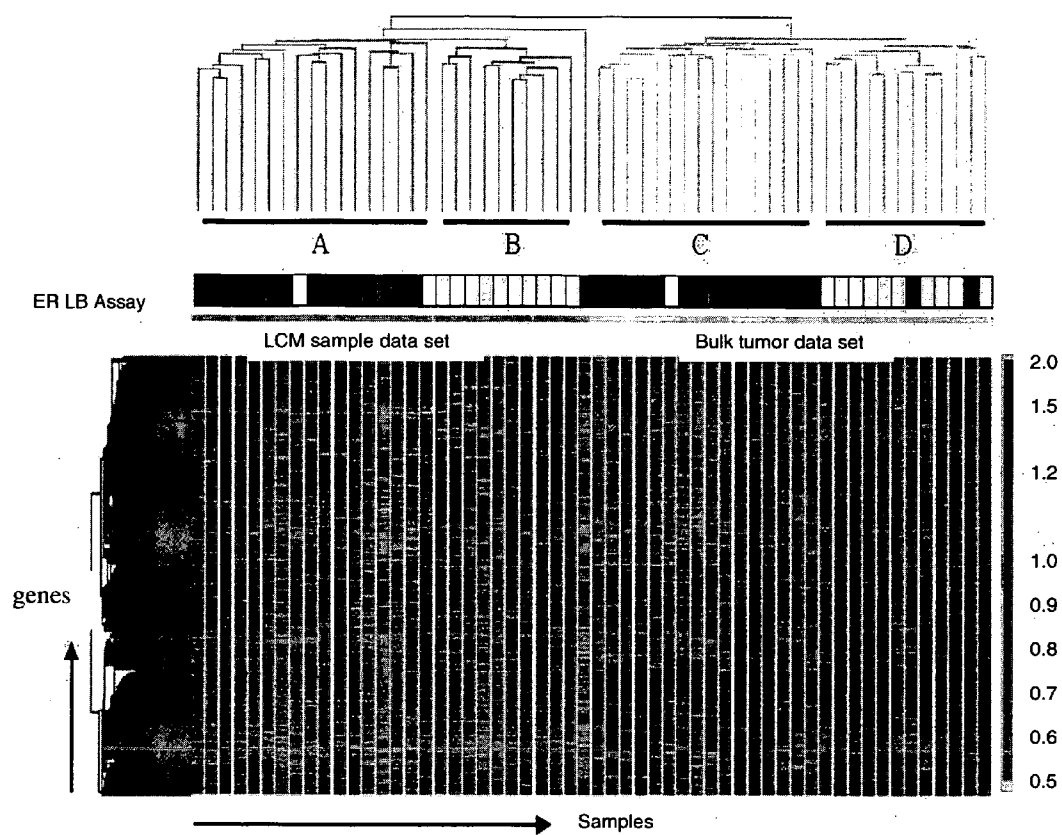 A B C D
ER LB Assay
LCM sample data set Bulk tumor data set
2.0
1.5
1.2
1.0
genes
0.9
0.8
0.7
0.6
0.5
Samples